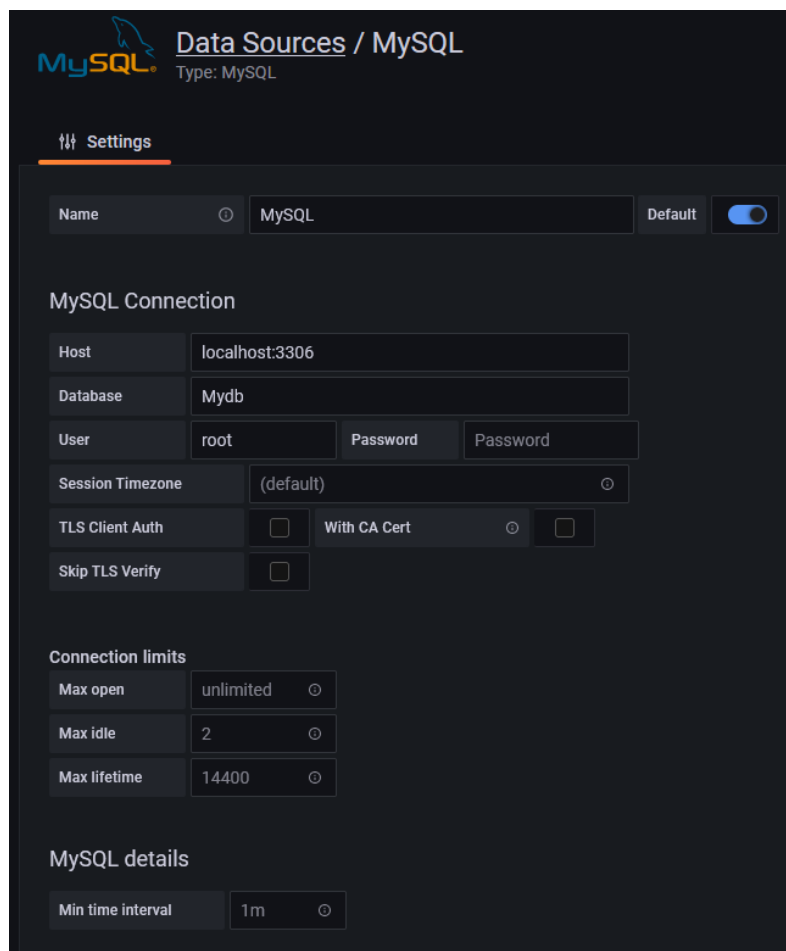 MySQL
Data Sources / MySQL
Type: MySQL
Settings
Name MySQL Default
MySQL Connection
Host localhost:3306
Database Mydb
User root Password Password
Session Timezone (default)
TLS Client Auth With CA Cert
Skip TLS Verify
Connection limits
Max open unlimited
Max idle 2
Max lifetime 14400
MySQL details
Min time interval 1m